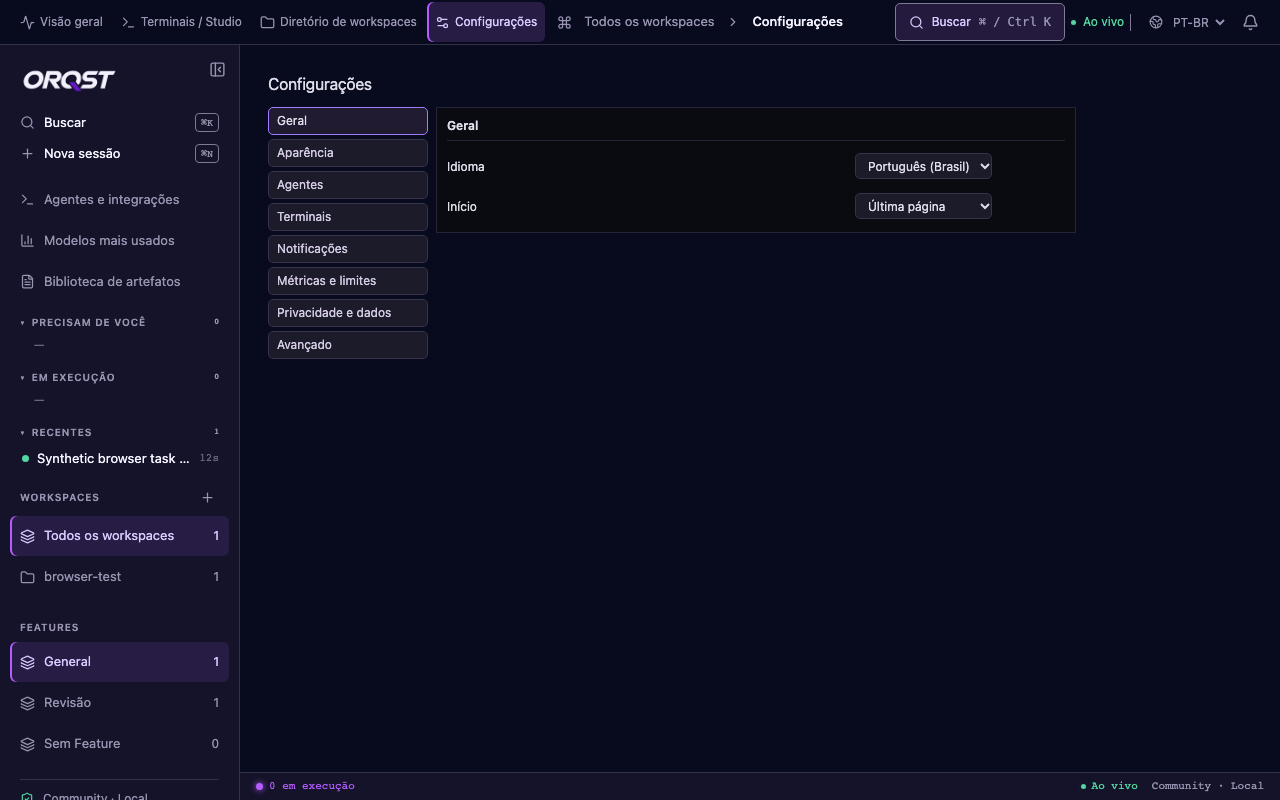 Visão geral
Terminais / Studio
Diretório de workspaces
Configurações
⌘ Todos os workspaces > Configurações
Buscar ⌘ / Ctrl K
Ao vivo
PT-BR
ORQST
Buscar ⌘K
Nova sessão ⌘N
Agentes e integrações
Modelos mais usados
Biblioteca de artefatos
PRECISAM DE VOCÊ 0
—
EM EXECUÇÃO 0
—
RECENTES 1
Synthetic browser task ... 12s
WORKSPACES +
Todos os workspaces 1
browser-test 1
FEATURES
General 1
Revisão 1
Sem Feature 0
Community · Local
Configurações
Geral
Aparência
Agentes
Terminais
Notificações
Métricas e limites
Privacidade e dados
Avançado
Geral
Idioma Português (Brasil)
Início Última página
0 em execução
Ao vivo Community · Local